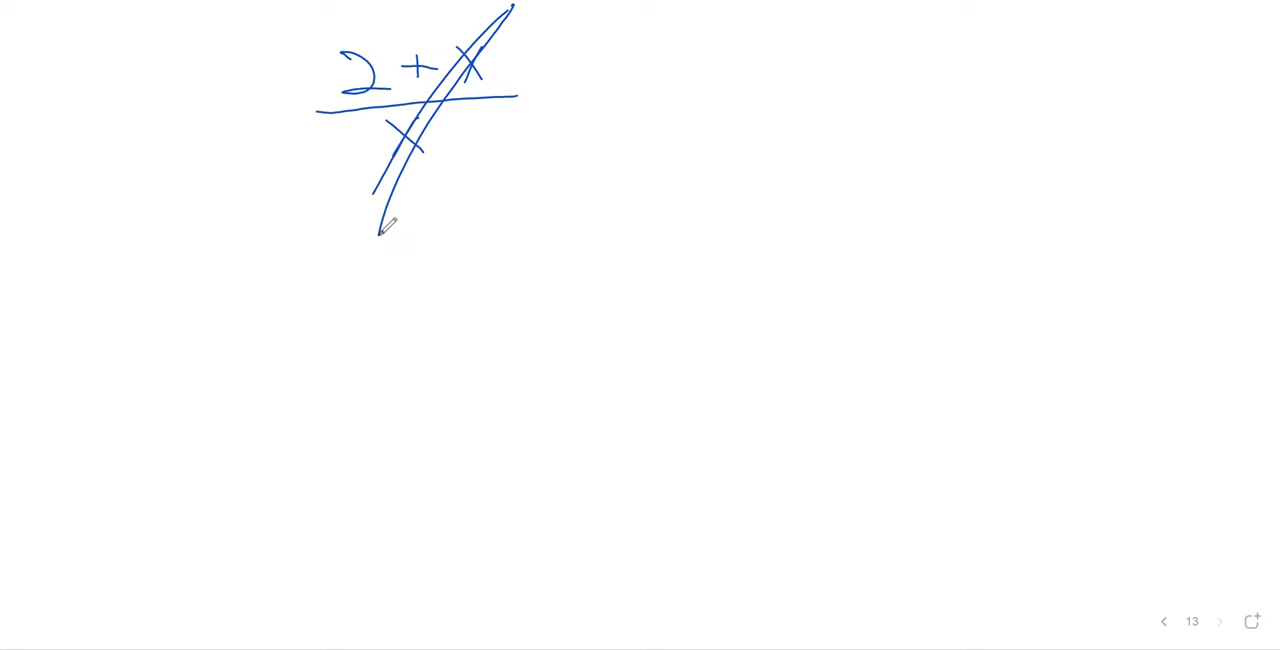 2 + x
x
< 13 >